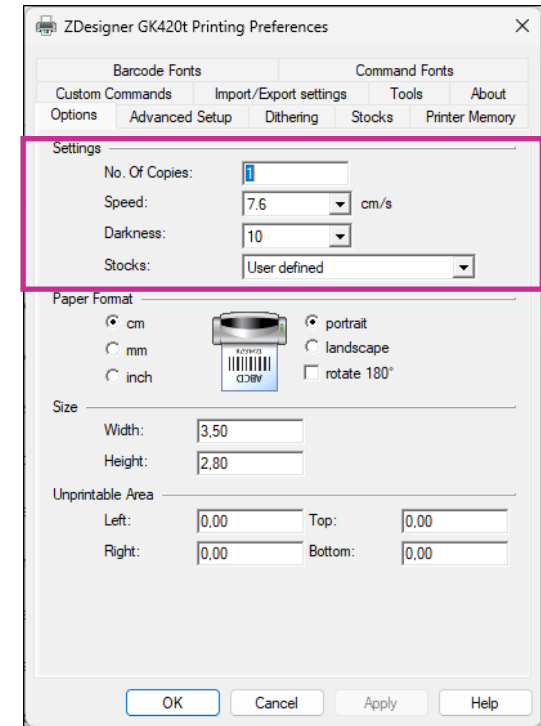 ZDesigner GK420t Printing Preferences
Barcode Fonts Command Fonts
Custom Commands Import/Export settings Tools About
Options Advanced Setup Dithering Stocks Printer Memory
Settings
No. Of Copies: 1
Speed: 7.6 cm/s
Darkness: 10
Stocks: User defined
Paper Format
cm portrait
mm landscape
inch rotate 180°
ABCD
Size
Width: 3,50
Height: 2,80
Unprintable Area
Left: 0,00 Top: 0,00
Right: 0,00 Bottom: 0,00
OK Cancel Apply Help